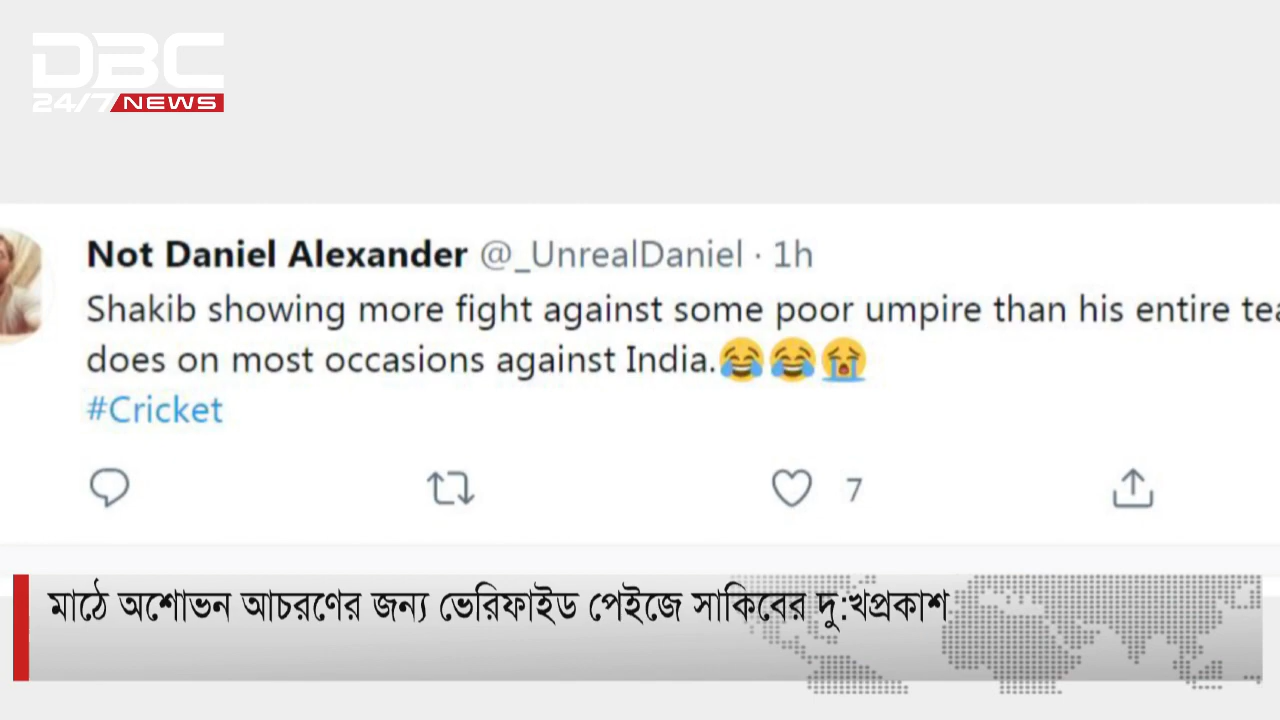 DBC
24/7 NEWS
Not Daniel Alexander @_UnrealDaniel · 1h
Shakib showing more fight against some poor umpire than his entire
does on most occasions against India.😂😂😭
#Cricket
7
মাঠে অশোভন আচরণের জন্য ভেরিফাইড পেইজে সাকিবের দু:খপ্রকাশ